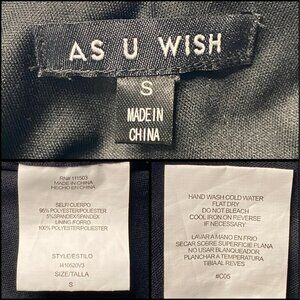 AS U WISH
S
MADE IN
CHINA
RN# 111503
MADE IN CHINA
HECHO EN CHINA
SELF/CUERPO
95% POLYESTER/POLIESTER
5% SPANDEX/SPANDEX
LINING/FORRO
100% POLYESTER/POLIESTER
STYLE/ESTILO
I410520V3
SIZE/TALLA
S
HAND WASH COLD WATER
FLAT DRY
DO NOT BLEACH
COOL IRON ON REVERSE
IF NECESSARY
LAVAR A MANO EN FRIO
SECAR SOBRE SUPERFICIE PLANA
NO USAR BLANQUEADOR
PLANCHAR A TEMPERATURA
TIBIA AL REVES
#C05